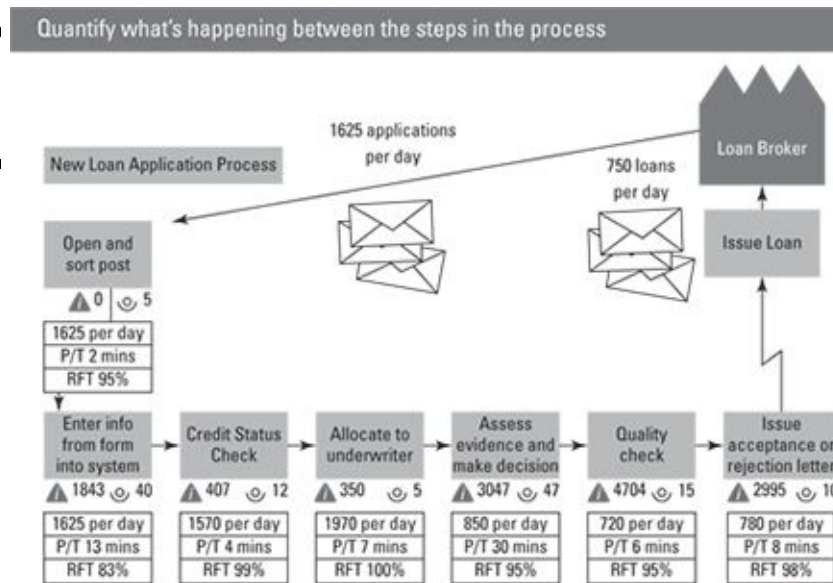 Quantify what's happening between the steps in the process
1625 applications
per day
Loan Broker
New Loan Application Process
750 loans
per day
Open and
sort post
Issue Loan
0 5
1625 per day
P/T 2 mins
RFT 95%
Enter info
from form
into system
Credit Status
Check
Allocate to
underwriter
Assess
evidence and
make decision
Quality
check
Issue
acceptance or
rejection letter
1843 40
407 12
350 5
3047 47
4704 15
2995 10
1625 per day
P/T 13 mins
RFT 83%
1570 per day
P/T 4 mins
RFT 99%
1970 per day
P/T 7 mins
RFT 100%
850 per day
P/T 30 mins
RFT 95%
720 per day
P/T 6 mins
RFT 95%
780 per day
P/T 8 mins
RFT 98%